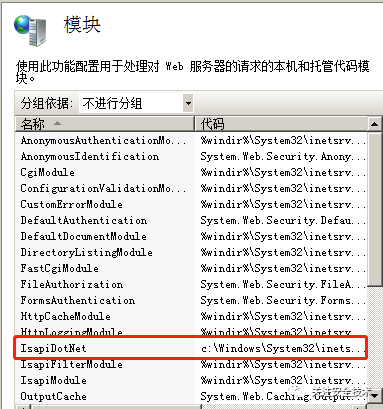 模块
使用此功能配置用于处理对 Web 服务器的请求的本机和托管代码模
块。
分组依据: 不进行分组
名称 代码
AnonymousAuthenticationMo... %windir%\System32\inetsrv...
AnonymousIdentification System.Web.Security.Anony...
CgiModule %windir%\System32\inetsrv...
ConfigurationValidationMo... %windir%\System32\inetsrv...
CustomErrorModule %windir%\System32\inetsrv...
DefaultAuthentication System.Web.Security.Defau...
DefaultDocumentModule %windir%\System32\inetsrv...
DirectoryListingModule %windir%\System32\inetsrv...
FastCgiModule %windir%\System32\inetsrv...
FileAuthorization System.Web.Security.FileA...
FormsAuthentication System.Web.Security.Forms...
HttpCacheModule %windir%\System32\inetsrv...
HttpLoggingModule %windir%\System32\inetsrv...
IsapiDotNet c:\Windows\System32\inets...
IsapiFilterModule %windir%\System32\inetsrv...
IsapiModule %windir%\System32\inetsrv...
OutputCache System.Web.Caching.Output...